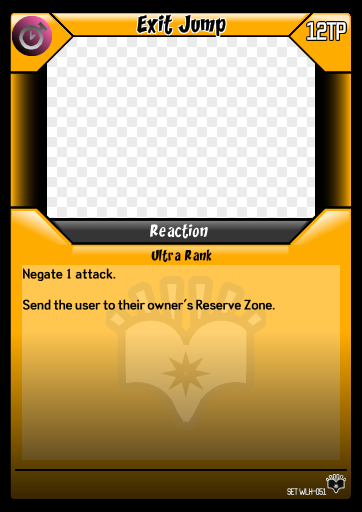 Exit Jump
12TP
Reaction
Ultra Rank
Negate 1 attack.
Send the user to their owner's Reserve Zone.
SET WLH-051